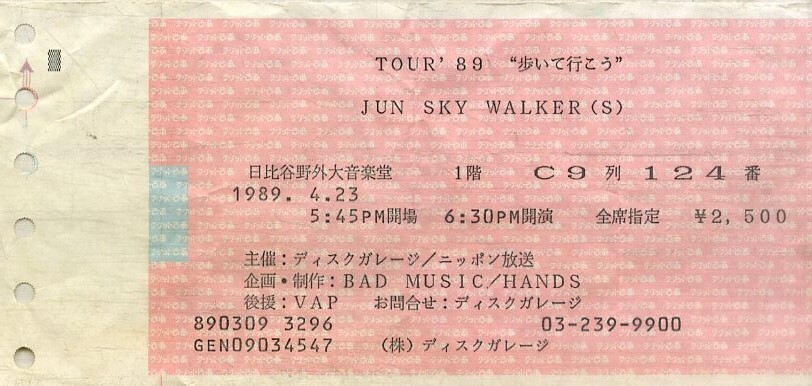 TOUR' 89 “歩いて行こう”
JUN SKY WALKER(S)
日比谷野外大音楽堂 1階 C9列 124番
1989. 4.23
5:45PM開場 6:30PM開演 全席指定 ¥2,500
主催：ディスクガレージ／ニッポン放送
企画・制作：BAD MUSIC／HANDS
後援：VAP お問合せ：ディスクガレージ
890309 3296 03-239-9900
GEN09034547 (株)ディスクガレージ